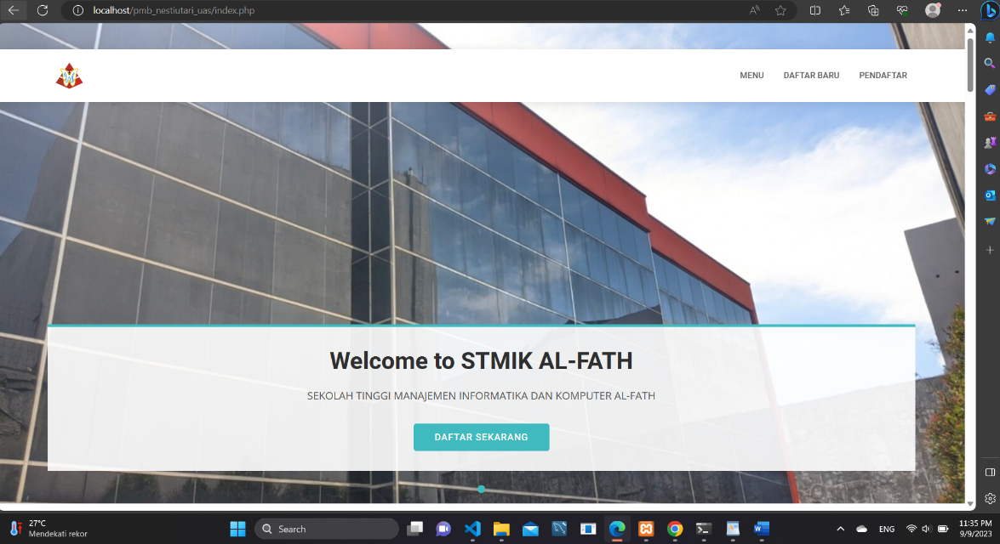 localhost/pmb_nestiutari_uas/index.php
MENU
DAFTAR BARU
PENDAFTAR
Welcome to STMIK AL-FATH
SEKOLAH TINGGI MANAJEMEN INFORMATIKA DAN KOMPUTER AL-FATH
DAFTAR SEKARANG
27°C
Mendekati rekor
Search
ENG
11:35 PM
9/9/2023